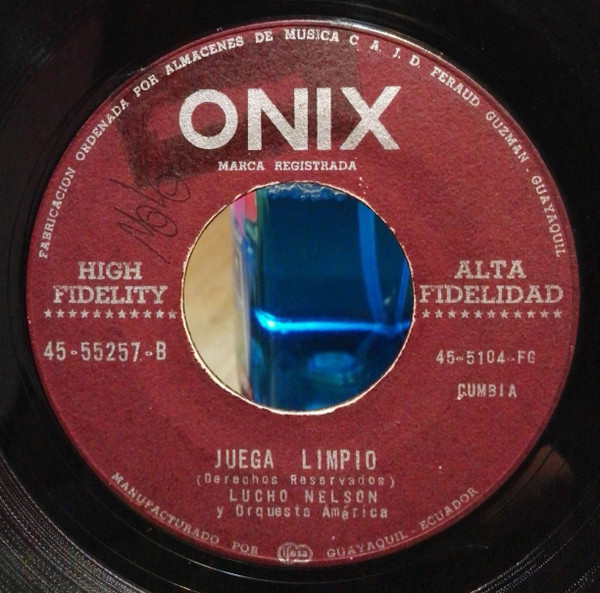 FABRICACION ORDENADA POR ALMACENES DE MUSICA C A. J. D. FERAUD GUZMAN - GUAYAQUIL
ONIX
MARCA REGISTRADA
HIGH
FIDELITY
ALTA
FIDELIDAD
45-55257-B
45-5104-FG
CUMBIA
JUEGA LIMPIO
(Derechos Reservados)
LUCHO NELSON
y Orquesta América
MANUFACTURADO POR ifesa GUAYAQUIL - ECUADOR